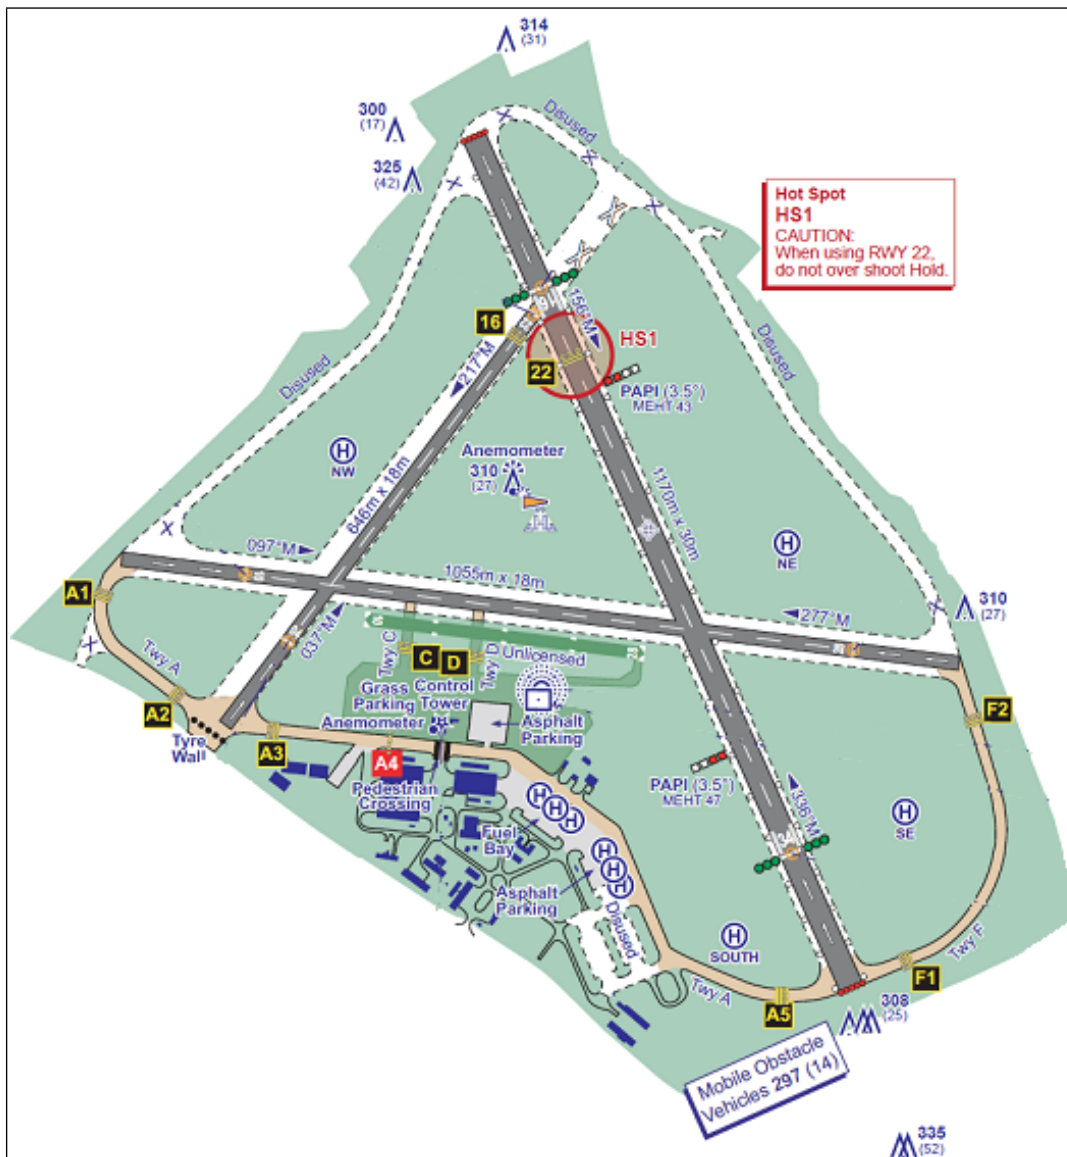 314
(31)
300
(17)
325
(42)
Disused
Hot Spot
HS1
CAUTION:
When using RWY 22,
do not over shoot Hold.
156°M
16
HS1
22
217°M
PAPI (3.5°)
MEHT 43
Disused
Disused
H
NW
Anemometer
310
(27)
646m x 18m
1170m x 30m
H
NE
097°M
1055m x 18m
A1
277°M
310
(27)
037°M
Twy C
C
D
Twy D
Unlicensed
28
Twy A
A2
Grass
Parking
Control
Tower
Anemometer
Asphalt
Parking
F2
Tyre
Wall
A3
A4
Pedestrian
Crossing
PAPI (3.5°)
MEHT 47
336°M
H
H
H
Fuel
Bay
H
SE
H
H
H
Asphalt
Parking
Disused
H
SOUTH
Twy A
A5
Twy F
F1
308
(25)
Mobile Obstacle
Vehicles 297 (14)
335
(52)